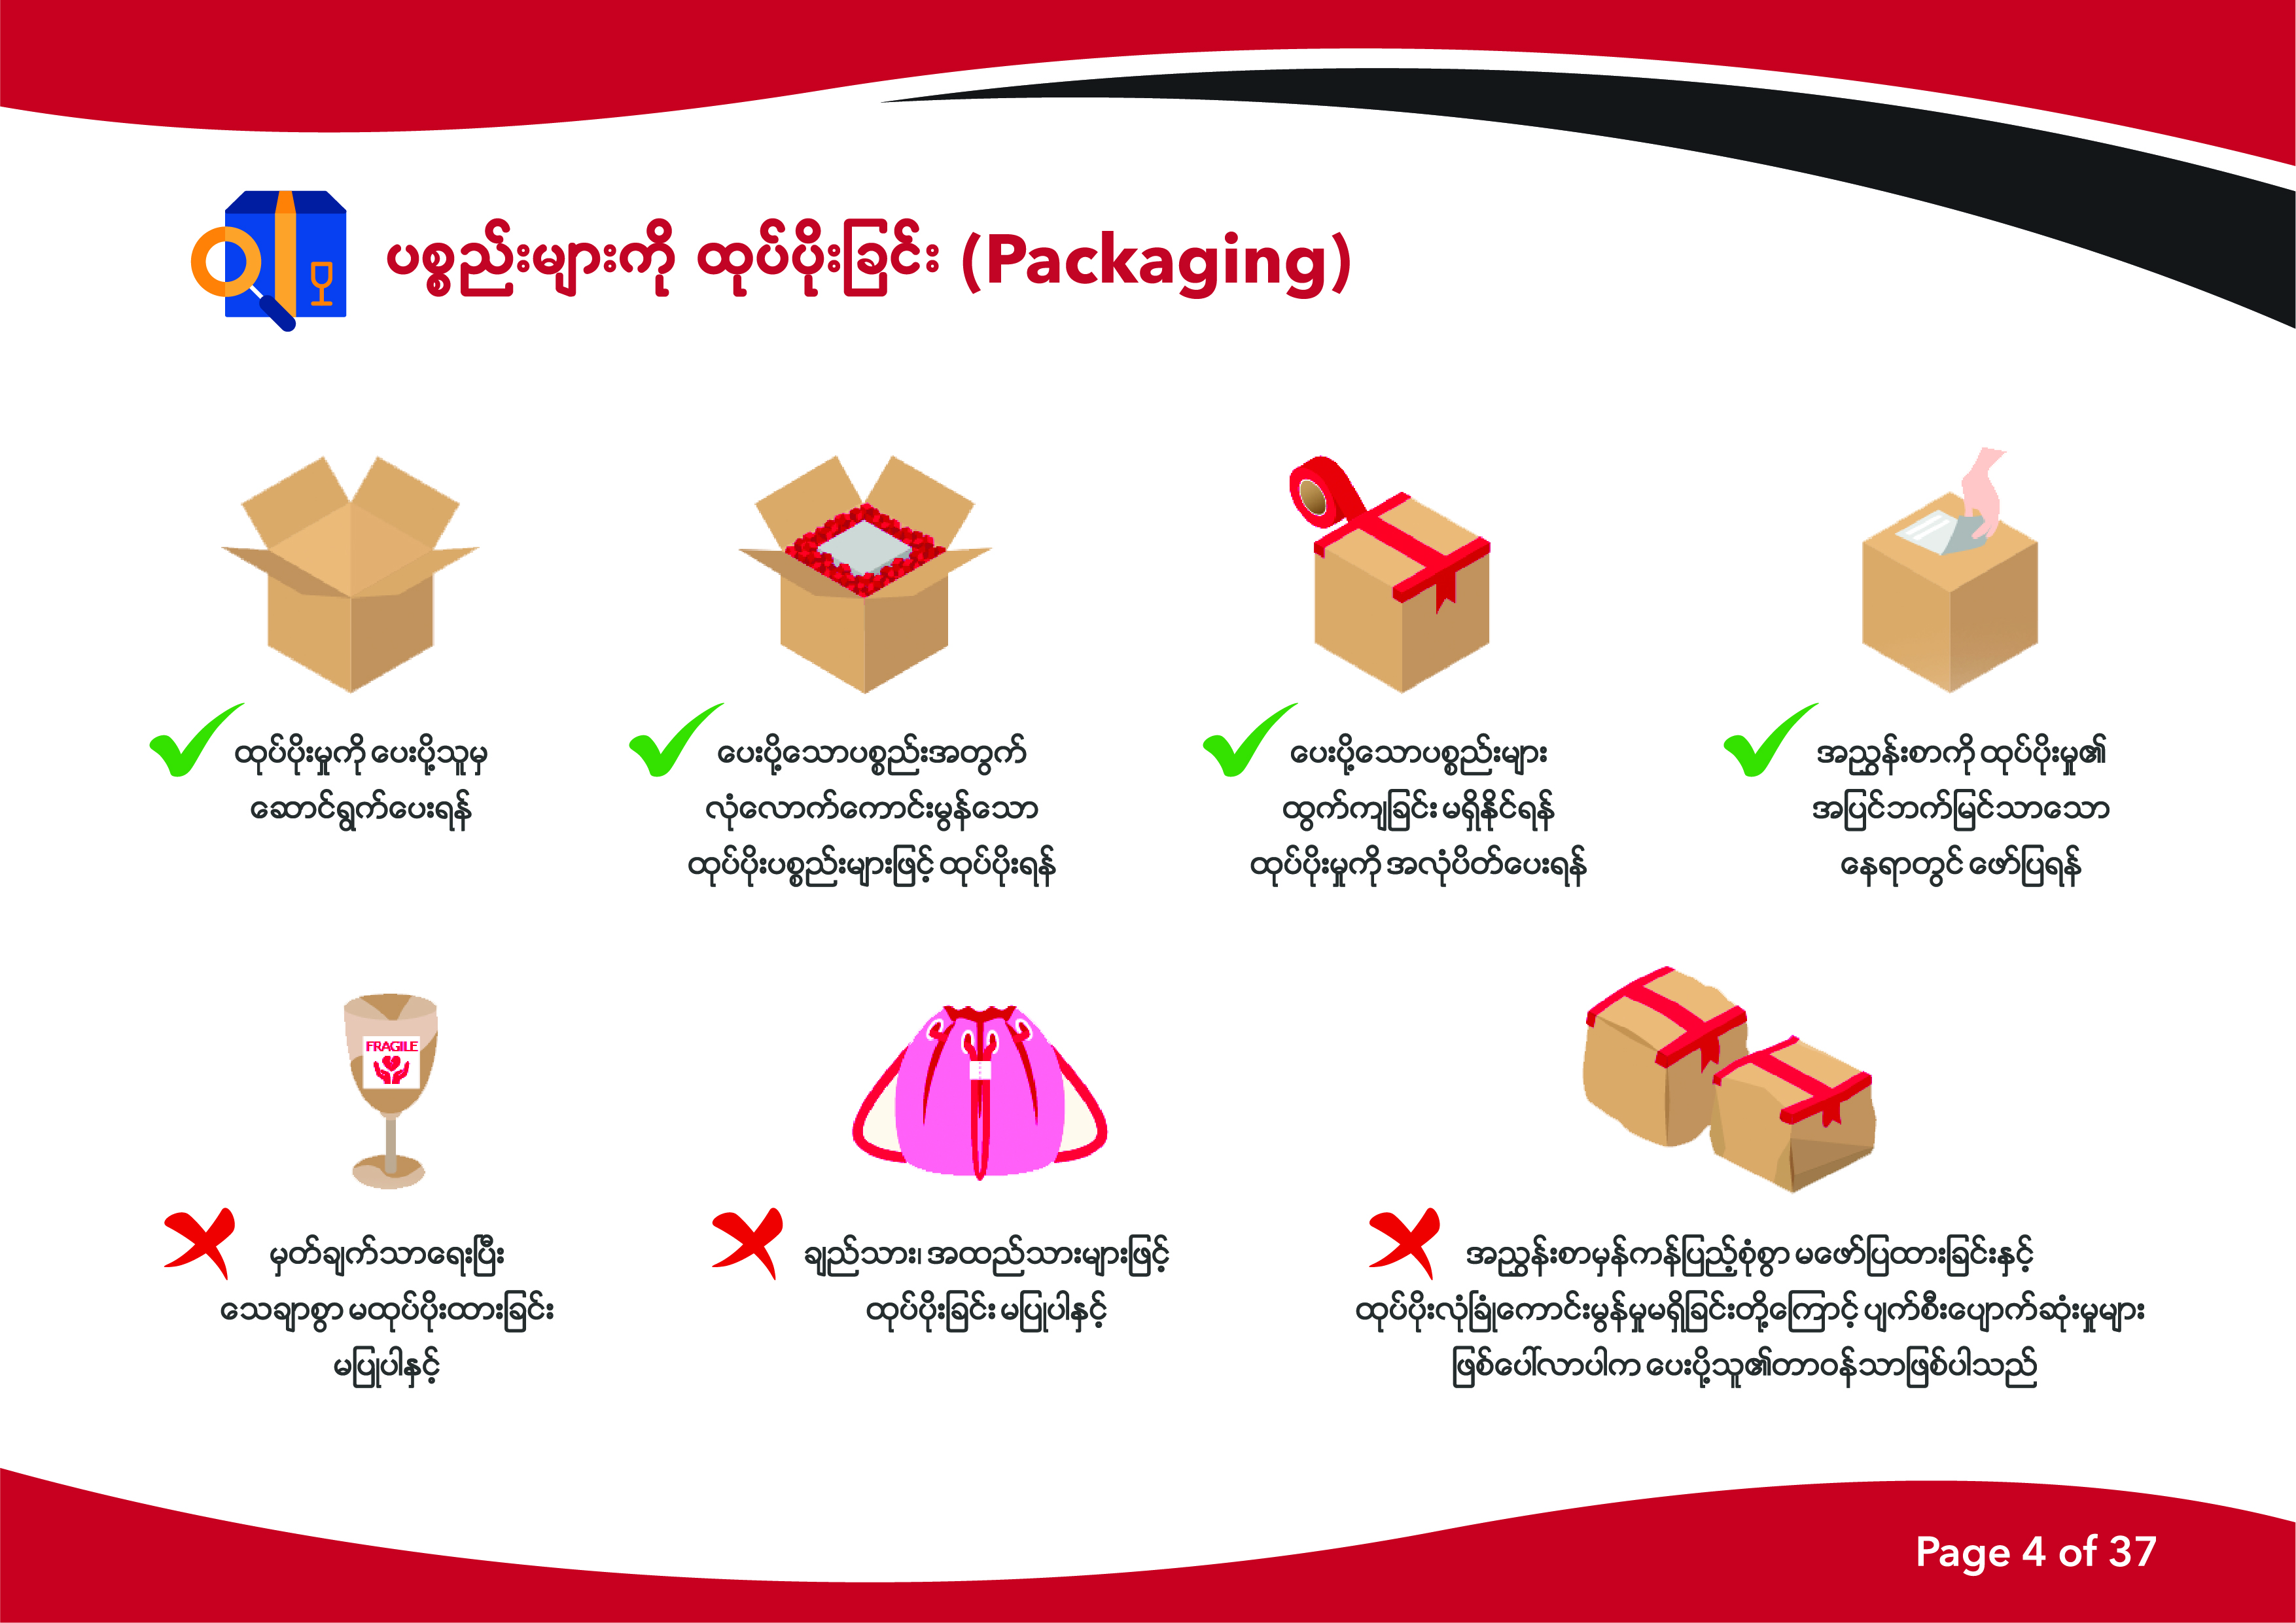 ပစ္စည်းများကို ထုပ်ပိုးခြင်း (Packaging)
ထုပ်ပိုးမှုကို ပေးပို့သူမှ
ဆောင်ရွက်ပေးရန်
ပေးပို့သောပစ္စည်းအတွက်
လုံလောက်ကောင်းမွန်သော
ထုပ်ပိုးပစ္စည်းများဖြင့် ထုပ်ပိုးရန်
ပေးပို့သောပစ္စည်းများ
ထွက်ကျခြင်း မရှိနိုင်ရန်
ထုပ်ပိုးမှုကို အလုံပိတ်ပေးရန်
အညွှန်းစာကို ထုပ်ပိုးမှု၏
အပြင်ဘက်မြင်သာသော
နေရာတွင် ဖော်ပြရန်
FRAGILE
မှတ်ချက်သာရေးပြီး
သေချာစွာ မထုပ်ပိုးထားခြင်း
မပြုပါနှင့်
ချည်သား၊ အထည်သားများဖြင့်
ထုပ်ပိုးခြင်း မပြုပါနှင့်
အညွှန်းစာမှန်ကန်ပြည့်စုံစွာ မဖော်ပြထားခြင်းနှင့်
ထုပ်ပိုးလုံခြုံကောင်းမွန်မှုမရှိခြင်းတို့ကြောင့် ပျက်စီးပျောက်ဆုံးမှုများ
ဖြစ်ပေါ်လာပါက ပေးပို့သူ၏တာဝန်သာဖြစ်ပါသည်
Page 4 of 37